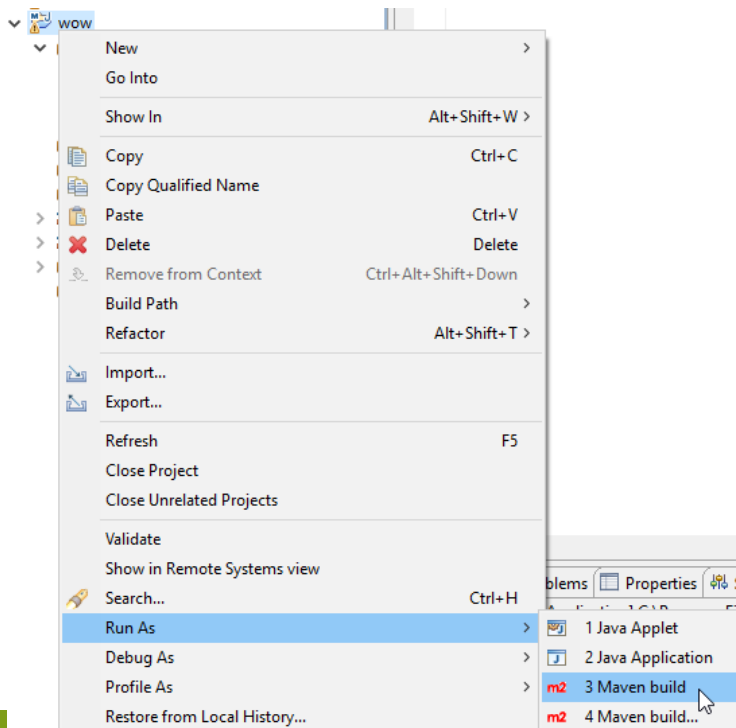 wow
New
Go Into
Show In Alt+Shift+W
Copy Ctrl+C
Copy Qualified Name
Paste Ctrl+V
Delete Delete
Remove from Context Ctrl+Alt+Shift+Down
Build Path
Refactor Alt+Shift+T
Import...
Export...
Refresh F5
Close Project
Close Unrelated Projects
Validate
Show in Remote Systems view
blems Properties
Search... Ctrl+H
Run As
1 Java Applet
Debug As
2 Java Application
Profile As
m2 3 Maven build
Restore from Local History...
m2 4 Maven build...